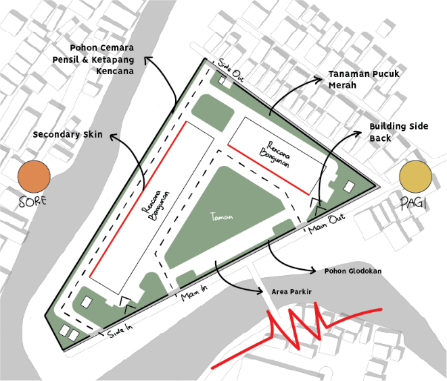 Pohon Cemara
Pensil & Ketapang
Kencana
Side Out
Tanaman Pucuk
Merah
Secondary Skin
Building Side
Back
Rencana
Bangunan
Rencana
Bangunan
SORE
PAGI
Taman
Main Out
Pohon Glodokan
Area Parkir
Main In
Side In